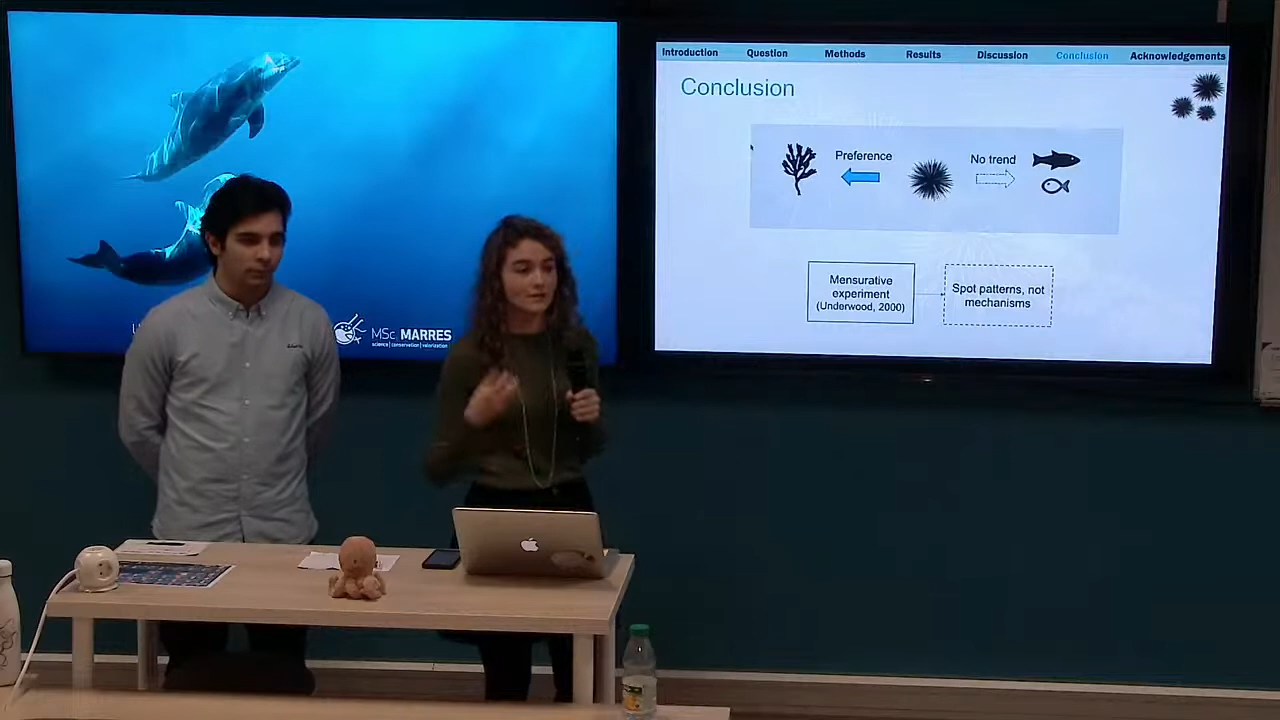 MSc MARRES
science | conservation | valorization
Introduction Question Methods Results Discussion Conclusion Acknowledgements
Conclusion
Preference
No trend
Mensurative
experiment
(Underwood, 2000)
Spot patterns, not
mechanisms